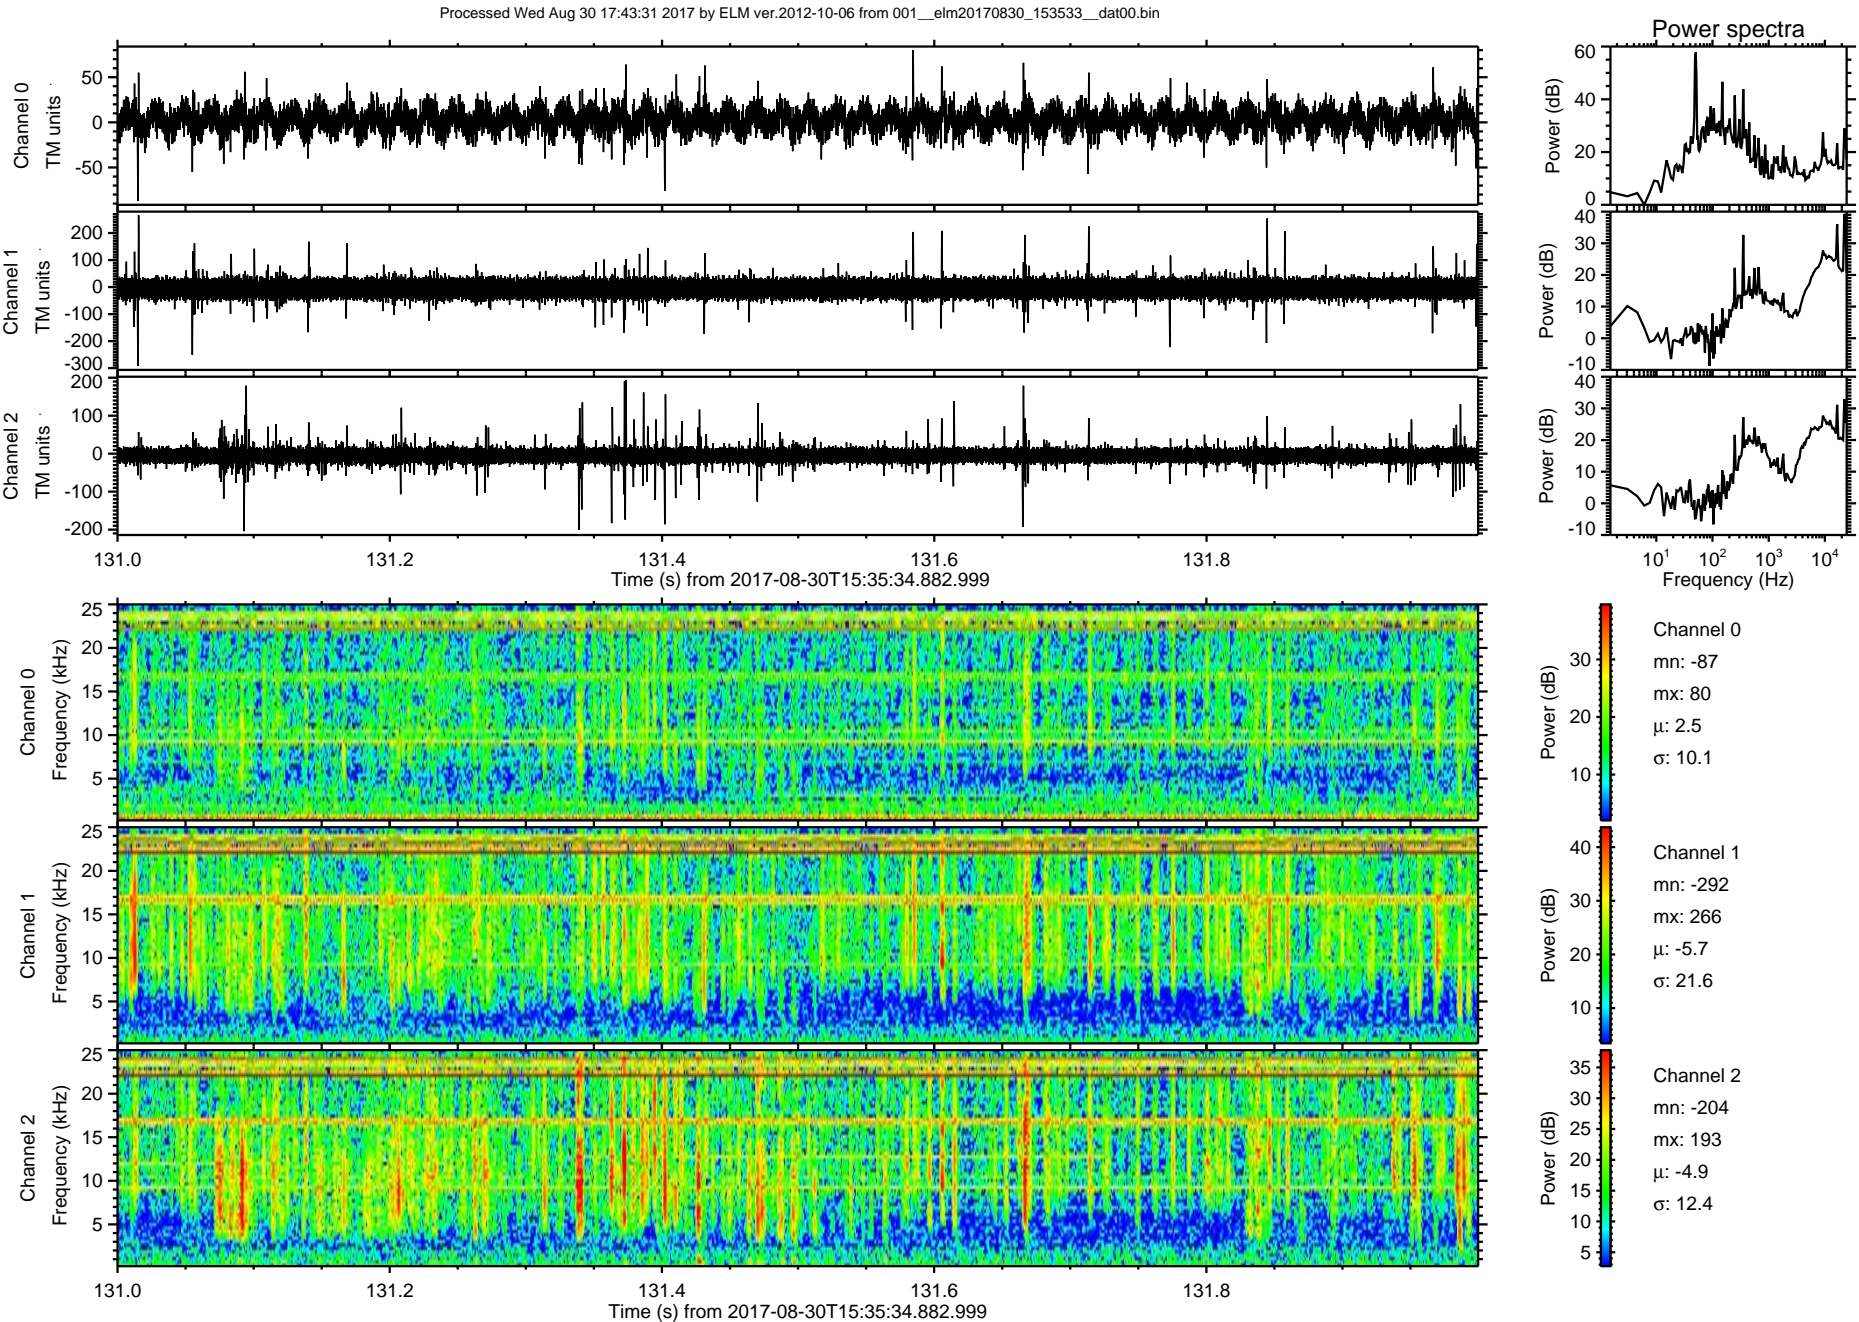 Processed Wed Aug 30 17:43:31 2017 by ELM ver.2012-10-06 from 001__elm20170830_153533__dat00.bin
Power spectra
Channel 0
TM units
50
0
-50
Power (dB)
60
40
20
0
Channel 1
TM units
200
100
0
-100
-200
-300
Power (dB)
40
30
20
10
0
-10
Channel 2
TM units
200
100
0
-100
-200
Power (dB)
40
30
20
10
0
-10
131.0 131.2 131.4 131.6 131.8
Time (s) from 2017-08-30T15:35:34.882.999
10^1 10^2 10^3 10^4
Frequency (Hz)
Channel 0
Frequency (kHz)
25
20
15
10
5
Power (dB)
30
20
10
Channel 0
mn: -87
mx: 80
μ: 2.5
σ: 10.1
Channel 1
Frequency (kHz)
25
20
15
10
5
Power (dB)
40
30
20
10
Channel 1
mn: -292
mx: 266
μ: -5.7
σ: 21.6
Channel 2
Frequency (kHz)
25
20
15
10
5
Power (dB)
35
30
25
20
15
10
5
Channel 2
mn: -204
mx: 193
μ: -4.9
σ: 12.4
131.0 131.2 131.4 131.6 131.8
Time (s) from 2017-08-30T15:35:34.882.999